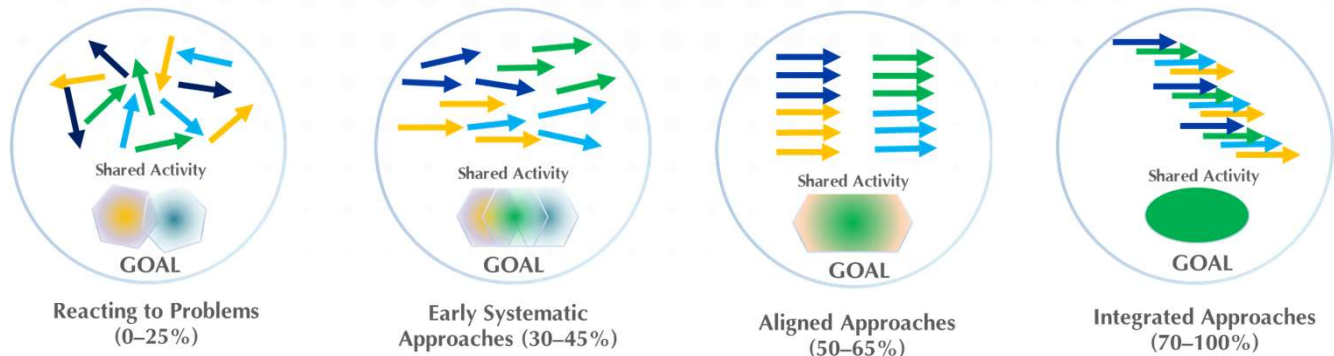 Shared Activity
GOAL
Reacting to Problems
(0–25%)
Shared Activity
GOAL
Early Systematic
Approaches (30–45%)
Shared Activity
GOAL
Aligned Approaches
(50–65%)
Shared Activity
GOAL
Integrated Approaches
(70–100%)